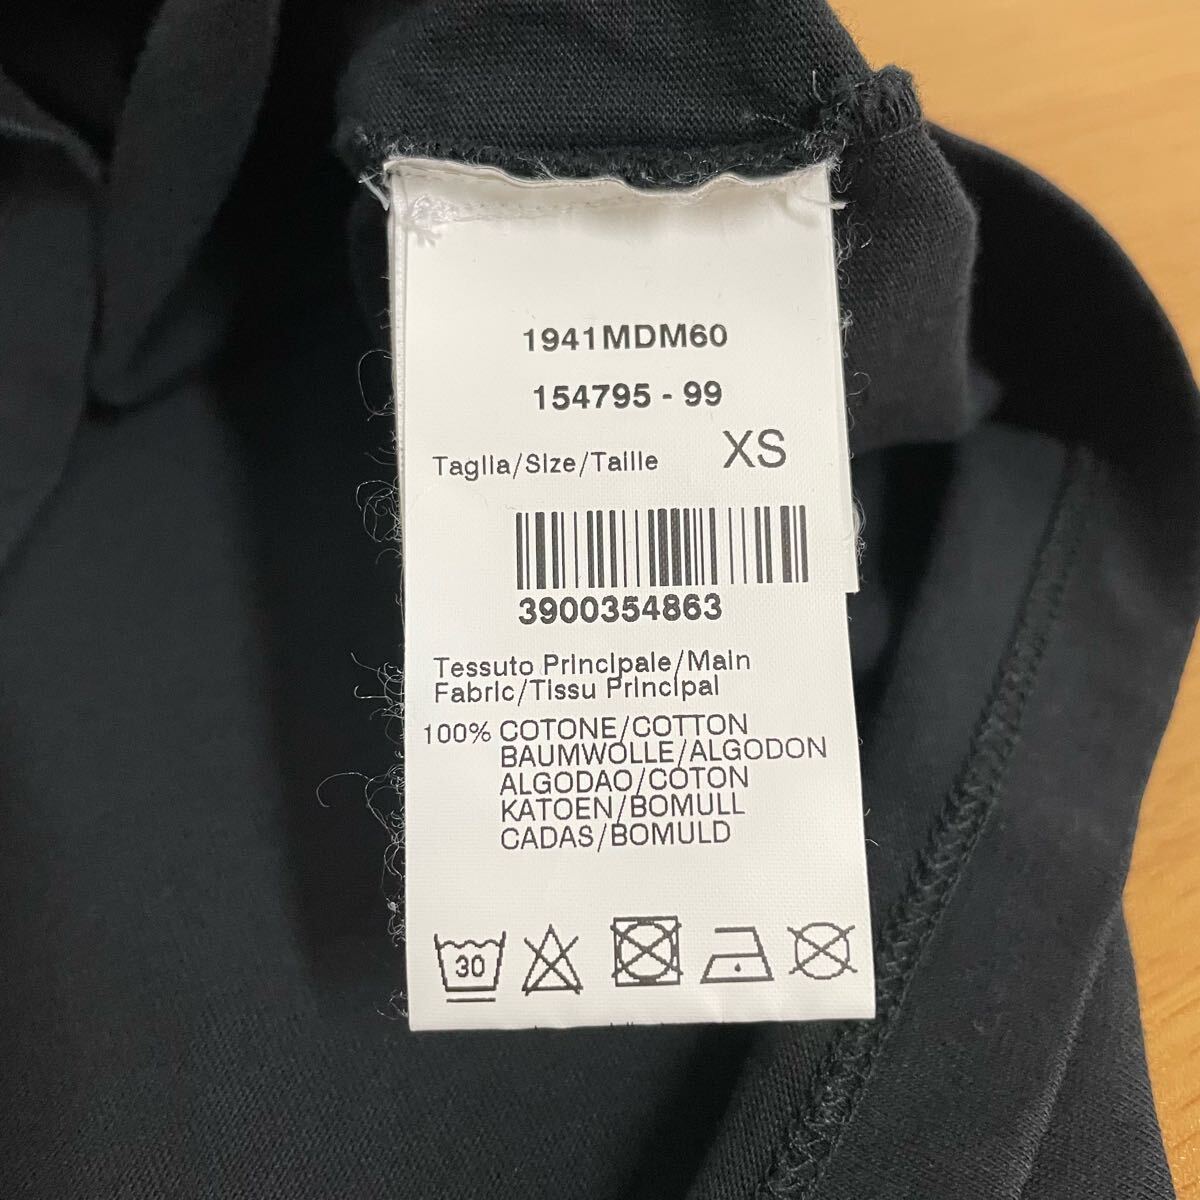 1941MDM60
154795 - 99
Taglia/Size/Taille XS
3900354863
Tessuto Principale/Main
Fabric/Tissu Principal
100% COTONE/COTTON
BAUMWOLLE/ALGODON
ALGODAO/COTON
KATOEN/BOMULL
CADAS/BOMULD
30